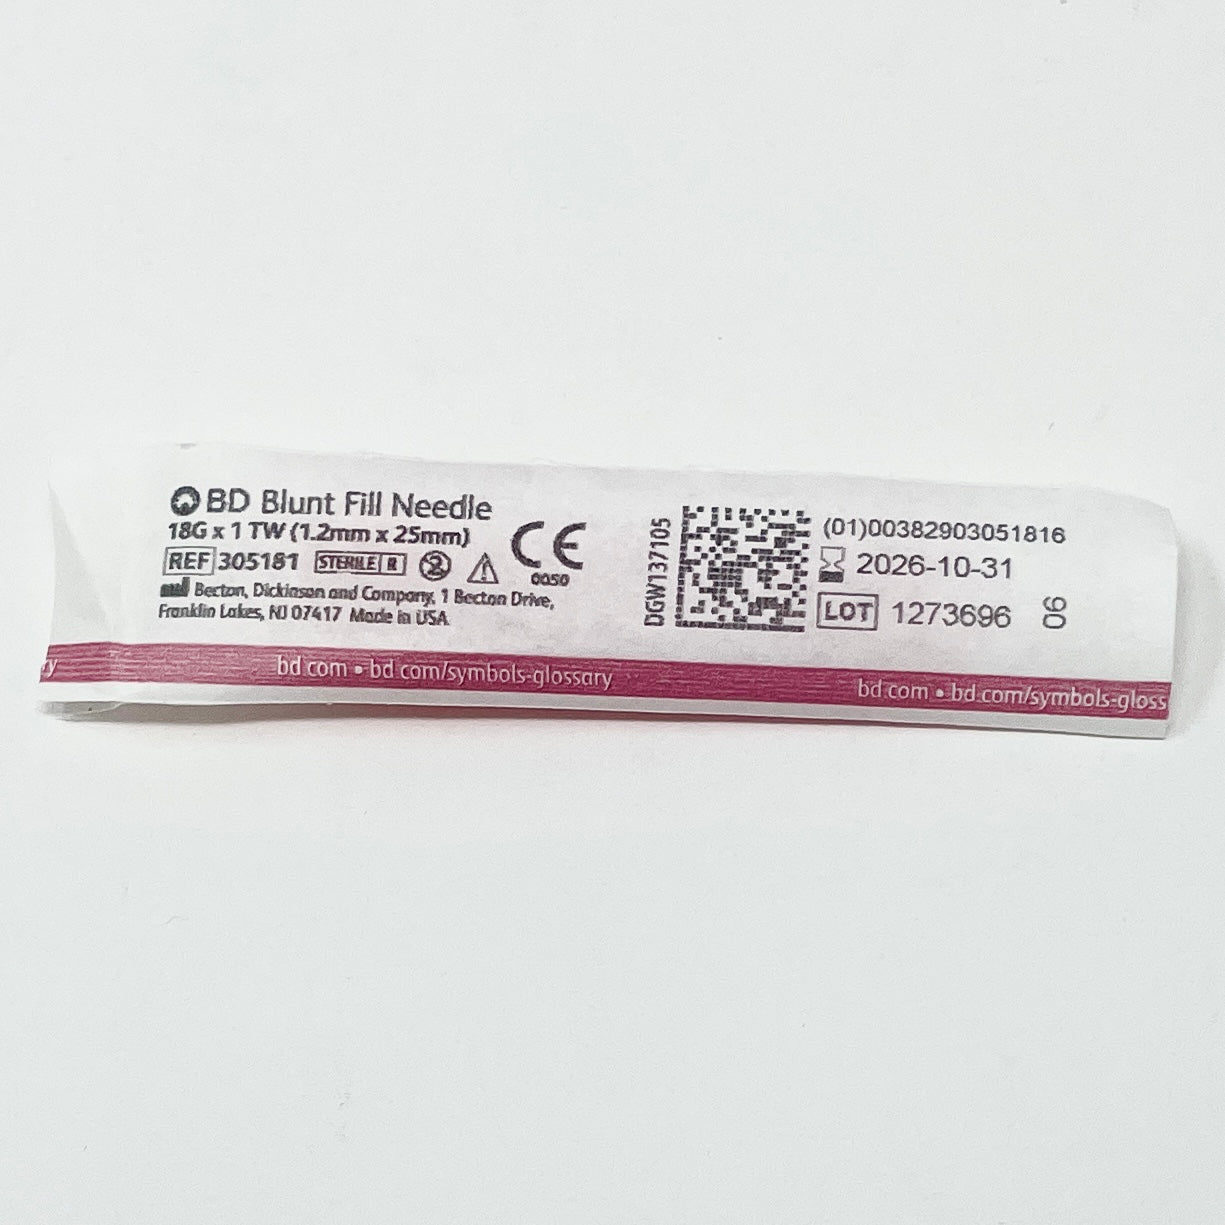 BD Blunt Fill Needle
18G x 1 TW (1.2mm x 25mm)
REF 305181 STERILE R 2
CE 0050
Becton, Dickinson and Company, 1 Becton Drive,
Franklin Lakes, NJ 07417 Made in USA
DGW137105
(01)00382903051816
2026-10-31
LOT 1273696 06
ry bd.com • bd.com/symbols-glossary bd.com • bd.com/symbols-gloss